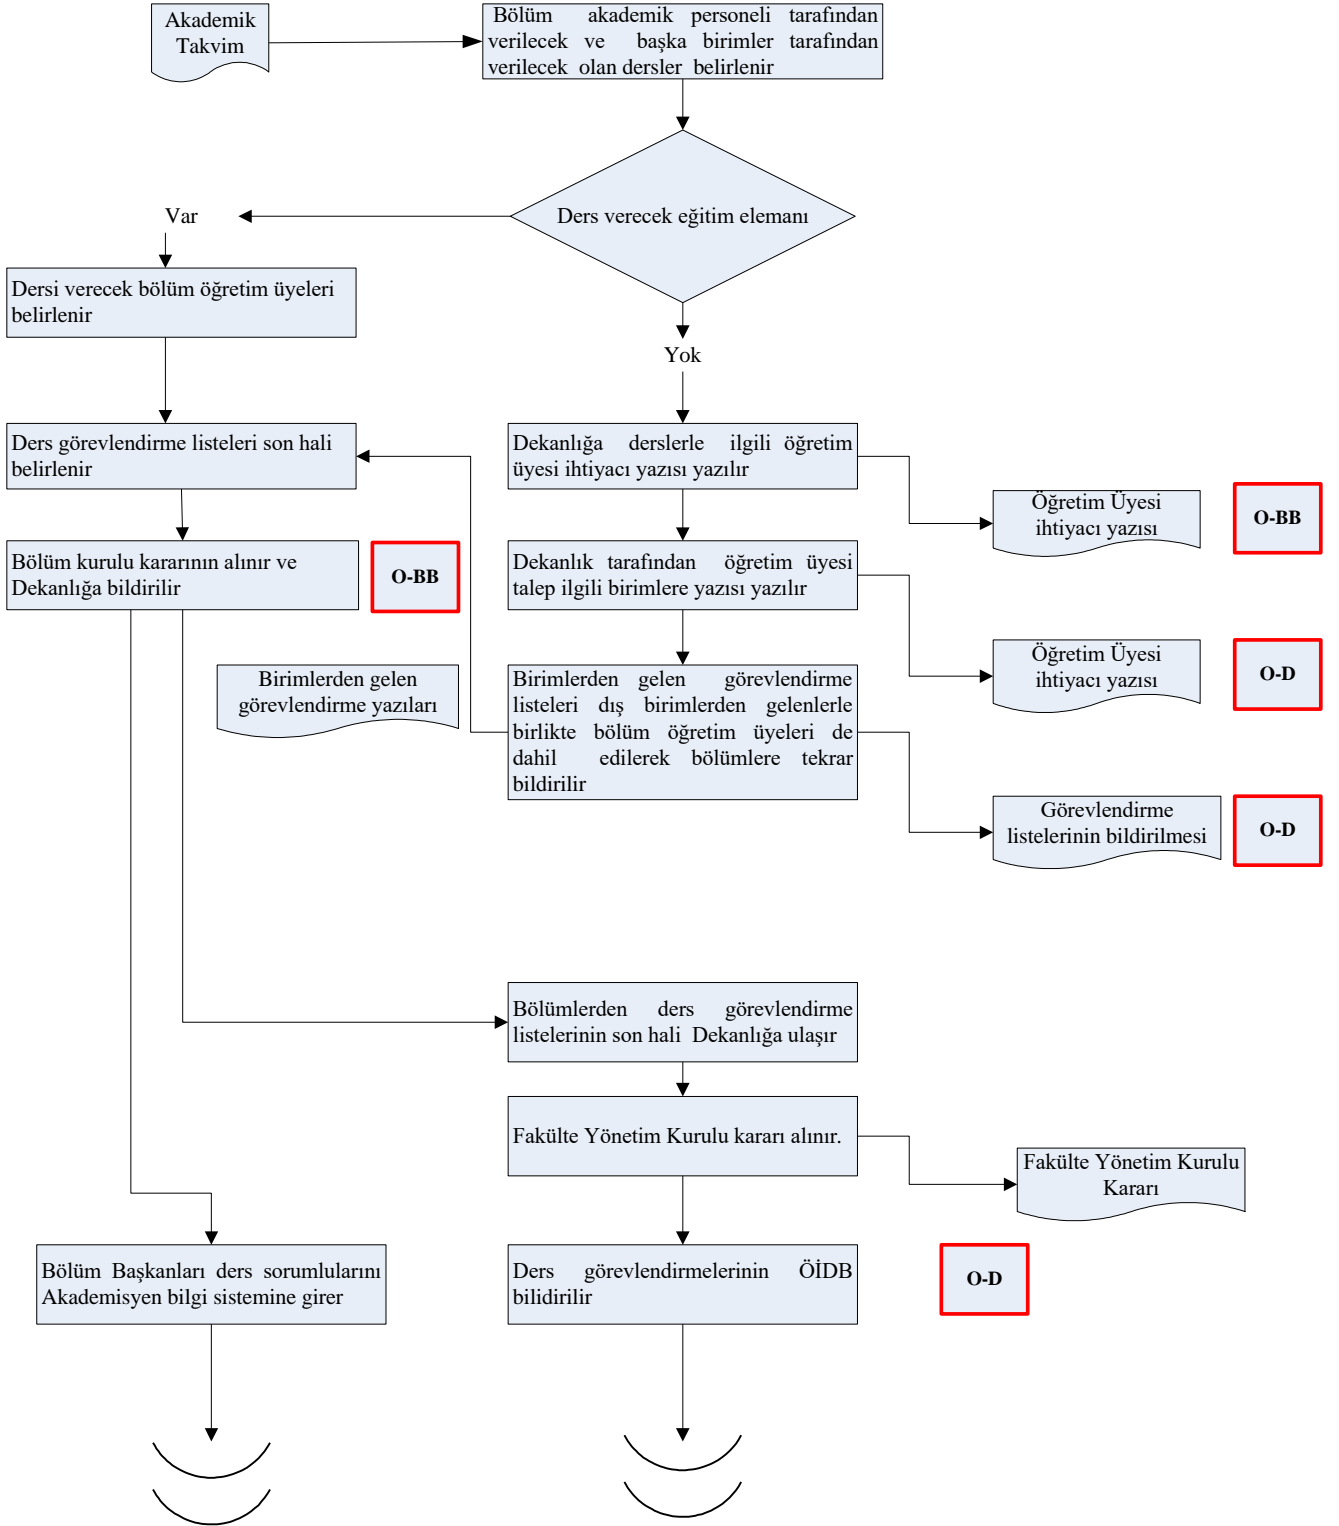 Akademik
Takvim
Bölüm akademik personeli tarafından
verilecek ve başka birimler tarafından
verilecek olan dersler belirlenir
Ders verecek eğitim elemanı
Var
Dersi verecek bölüm öğretim üyeleri
belirlenir
Yok
Ders görevlendirme listeleri son hali
belirlenir
Dekanlığa derslerle ilgili öğretim
üyesi ihtiyacı yazısı yazılır
Öğretim Üyesi
ihtiyacı yazısı
O-BB
Bölüm kurulu kararının alınır ve
Dekanlığa bildirilir
O-BB
Dekanlık tarafından öğretim üyesi
talep ilgili birimlere yazısı yazılır
Öğretim Üyesi
ihtiyacı yazısı
O-D
Birimlerden gelen
görevlendirme yazıları
Birimlerden gelen görevlendirme
listeleri dış birimlerden gelenlerle
birlikte bölüm öğretim üyeleri de
dahil edilerek bölümlere tekrar
bildirilir
Görevlendirme
listelerinin bildirilmesi
O-D
Bölümlerden ders görevlendirme
listelerinin son hali Dekanlığa ulaşır
Fakülte Yönetim Kurulu kararı alınır.
Fakülte Yönetim Kurulu
Kararı
Bölüm Başkanları ders sorumlularını
Akademisyen bilgi sistemine girer
Ders görevlendirmelerinin ÖİDB
bilidirilir
O-D